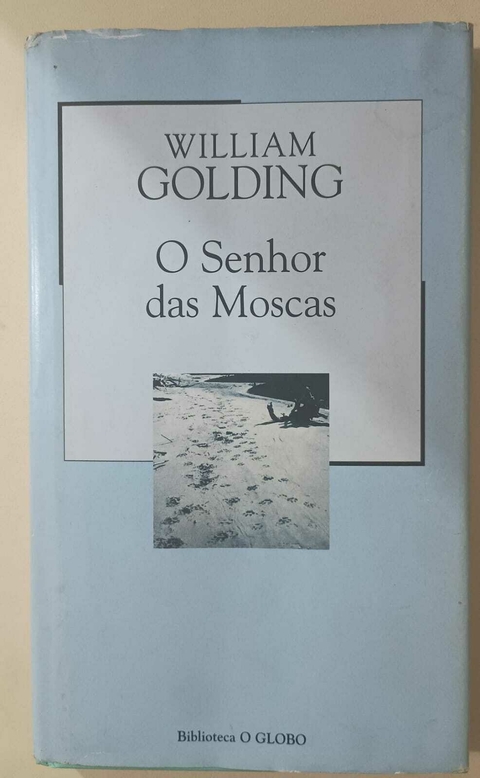 WILLIAM
GOLDING
O Senhor
das Moscas
Biblioteca O GLOBO